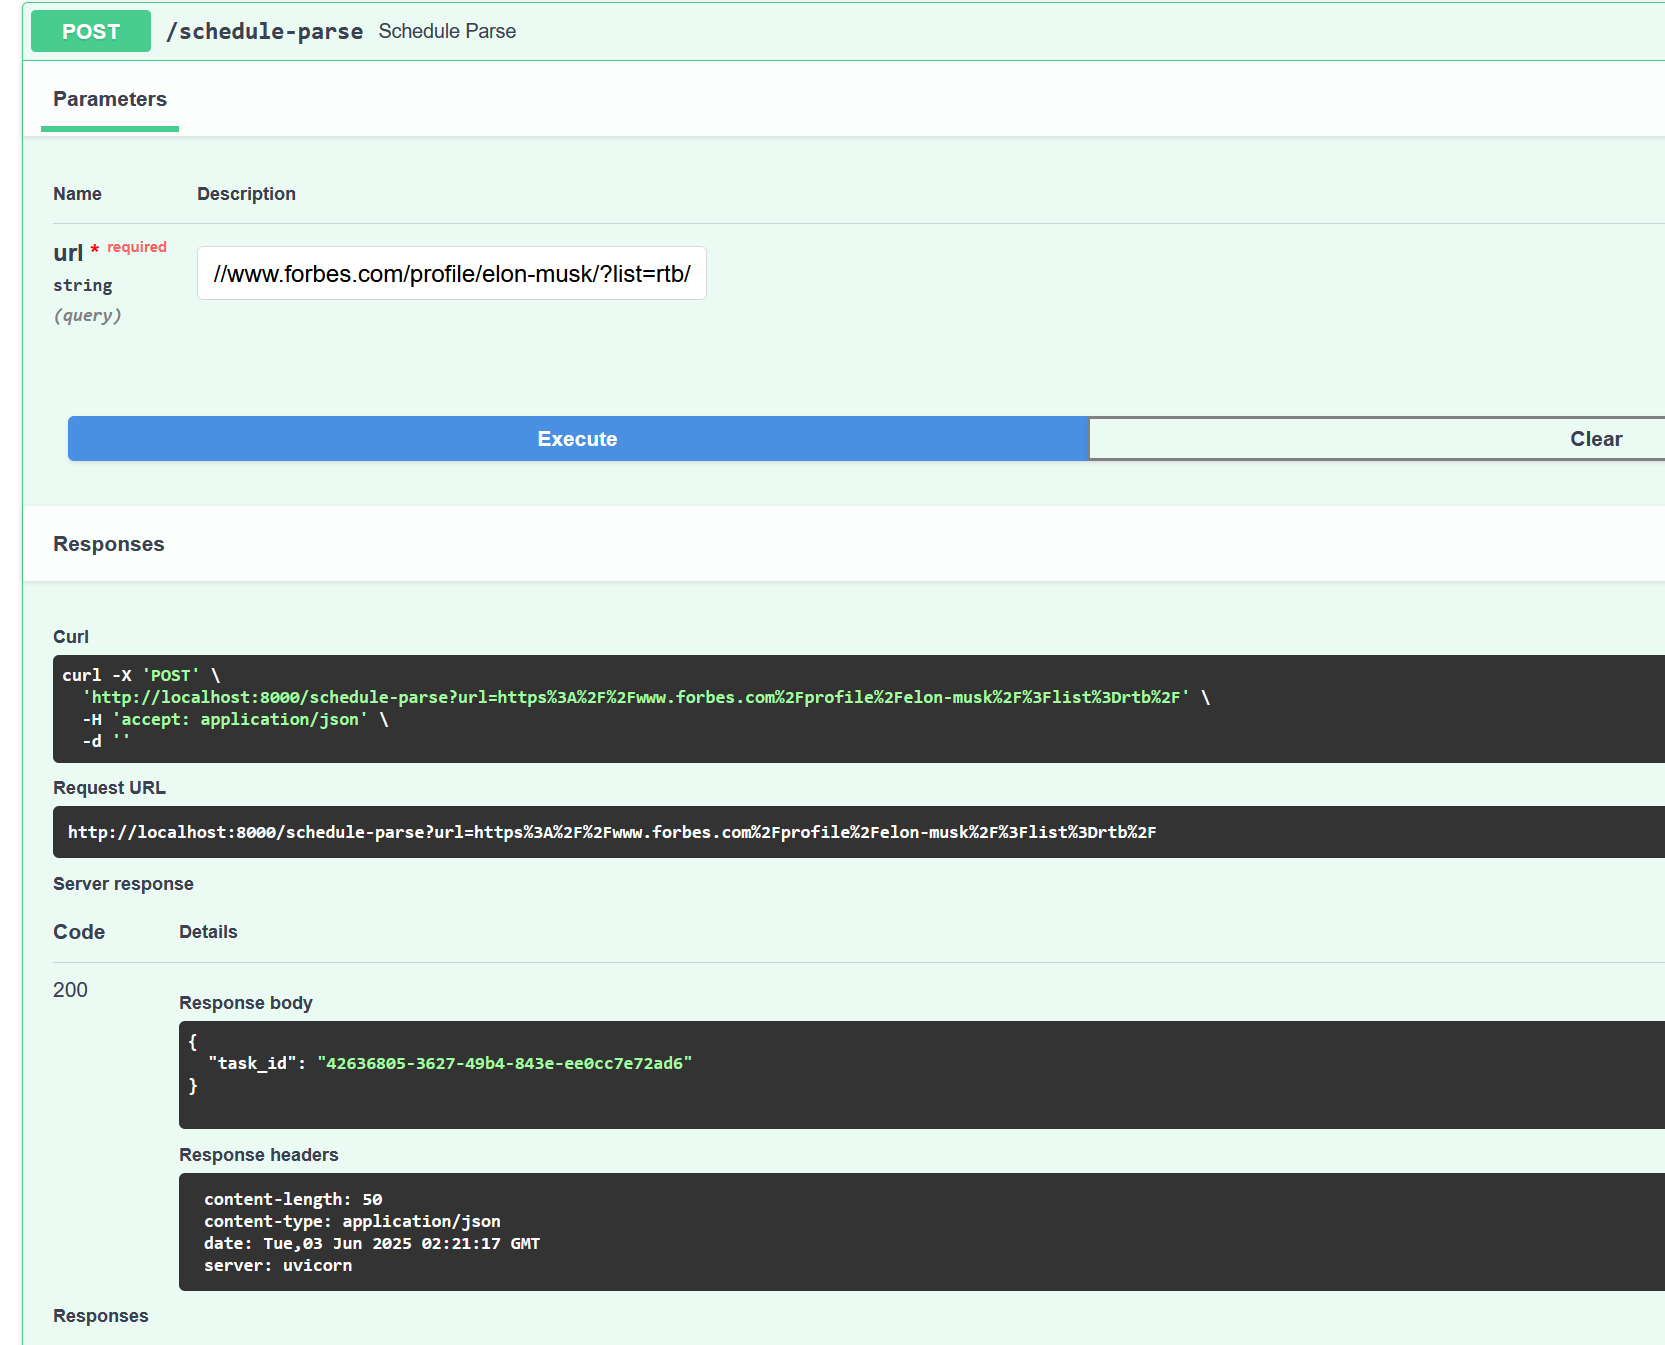 POST /schedule-parse Schedule Parse
Parameters
Name Description
url * required
string
(query)
//www.forbes.com/profile/elon-musk/?list=rtb/
Execute Clear
Responses
Curl
curl -X 'POST' \
  'http://localhost:8000/schedule-parse?url=https%3A%2F%2Fwww.forbes.com%2Fprofile%2Felon-musk%2F%3Flist%3Drtb%2F' \
  -H 'accept: application/json' \
  -d ''
Request URL
http://localhost:8000/schedule-parse?url=https%3A%2F%2Fwww.forbes.com%2Fprofile%2Felon-musk%2F%3Flist%3Drtb%2F
Server response
Code Details
200
Response body
{
  "task_id": "42636805-3627-49b4-843e-ee0cc7e72ad6"
}
Response headers
content-length: 50
content-type: application/json
date: Tue,03 Jun 2025 02:21:17 GMT
server: uvicorn
Responses